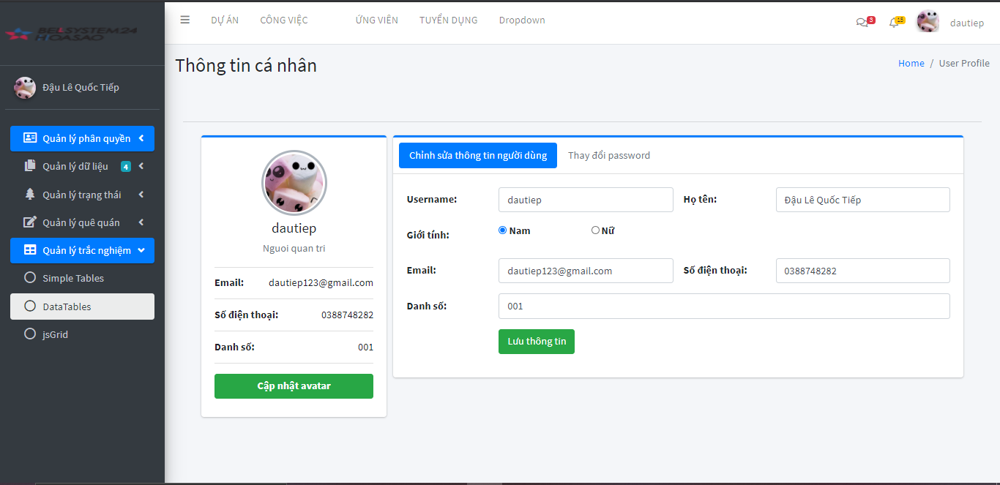 BELSYSTEM24
HOASAO
DỰ ÁN CÔNG VIỆC ỨNG VIÊN TUYỂN DỤNG Dropdown 3 15 dautiep
Thông tin cá nhân
Home / User Profile
Đậu Lê Quốc Tiếp
Quản lý phân quyền
Quản lý dữ liệu 4
Quản lý trạng thái
Quản lý quê quán
Quản lý trắc nghiệm
Simple Tables
DataTables
jsGrid
dautiep
Nguoi quan tri
Email: dautiep123@gmail.com
Số điện thoại: 0388748282
Danh số: 001
Cập nhật avatar
Chỉnh sửa thông tin người dùng Thay đổi password
Username: dautiep Họ tên: Đậu Lê Quốc Tiếp
Giới tính: Nam Nữ
Email: dautiep123@gmail.com Số điện thoại: 0388748282
Danh số: 001
Lưu thông tin